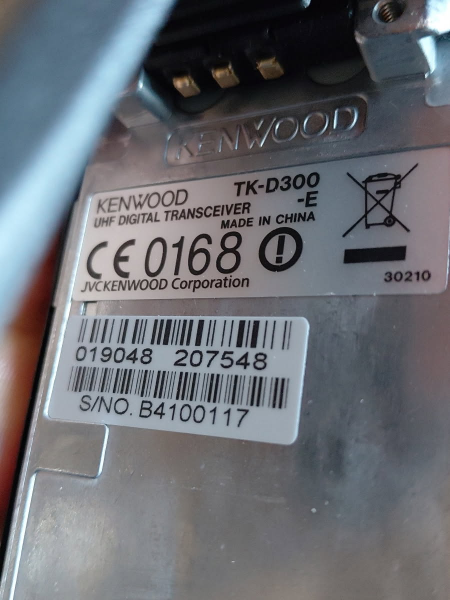 KENWOOD
KENWOOD TK-D300
UHF DIGITAL TRANSCEIVER -E
MADE IN CHINA
CE 0168
JVCKENWOOD Corporation
30210
019048 207548
S/NO. B4100117